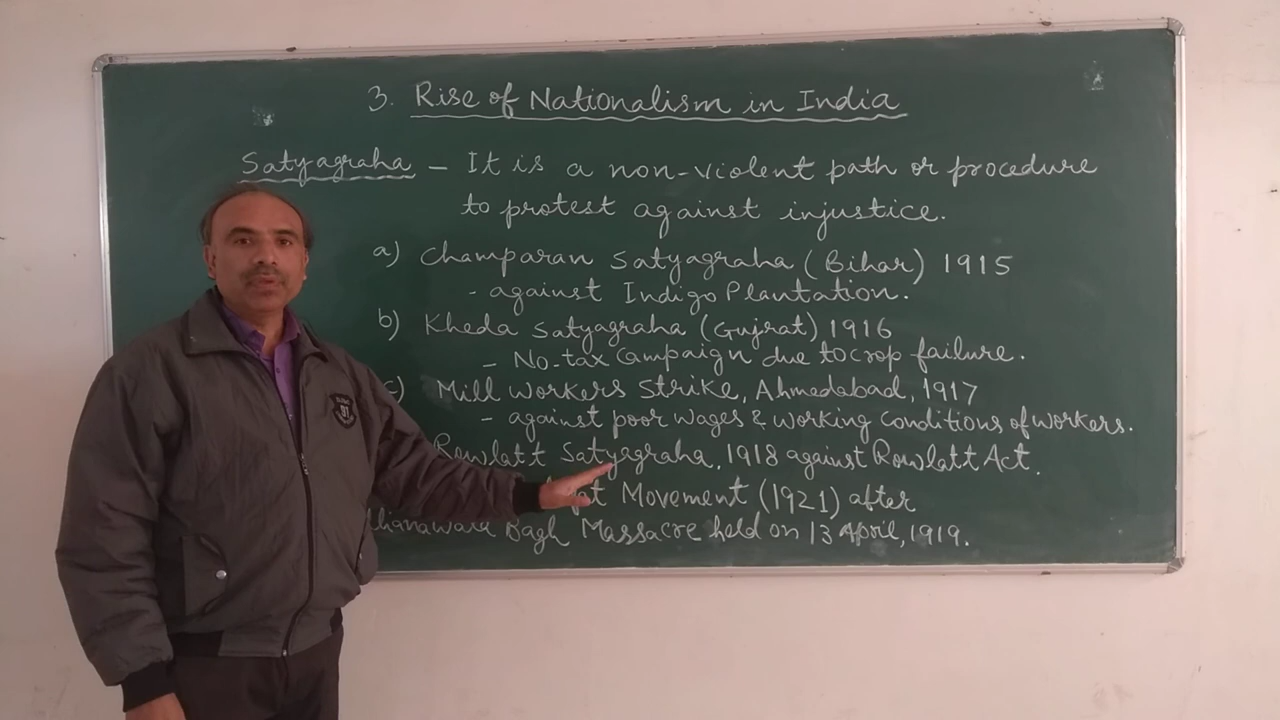 3. Rise of Nationalism in India
Satyagraha – It is a non-violent path or procedure
to protest against injustice.
a) Champaran Satyagraha (Bihar) 1915
- against Indigo Plantation.
b) Kheda Satyagraha (Gujrat) 1916
– No-tax campaign due to crop failure.
c) Mill Workers Strike, Ahmedabad, 1917
- against poor wages & working conditions of workers.
Rowlatt Satyagraha, 1918 against Rowlatt Act.
Movement (1921) after
Bagh Massacre held on 13 April, 1919.